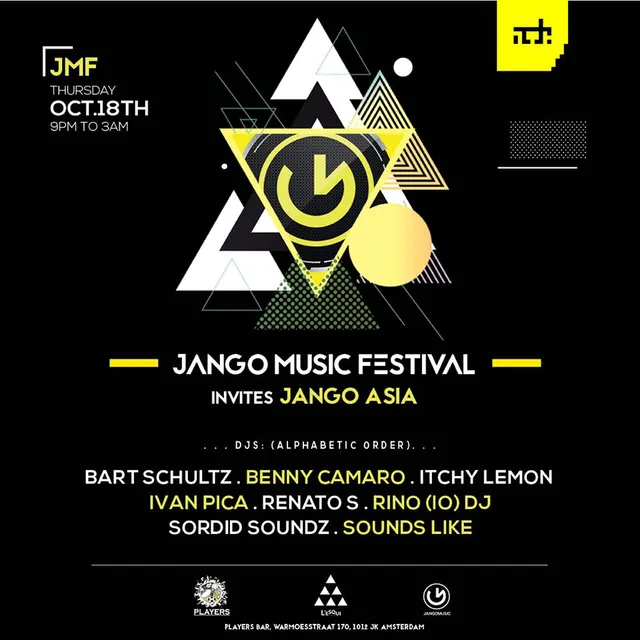 JMF
THURSDAY
OCT.18TH
9PM TO 3AM
JANGO MUSIC FESTIVAL
INVITES JANGO ASIA
. . . DJS: (ALPHABETIC ORDER). . .
BART SCHULTZ . BENNY CAMARO . ITCHY LEMON
IVAN PICA . RENATO S . RINO (IO) DJ
SORDID SOUNDZ . SOUNDS LIKE
PLAYERS
L'ESQUI
JANGOMUSIC
PLAYERS BAR, WARMOESSTRAAT 170, 1012 JK AMSTERDAM